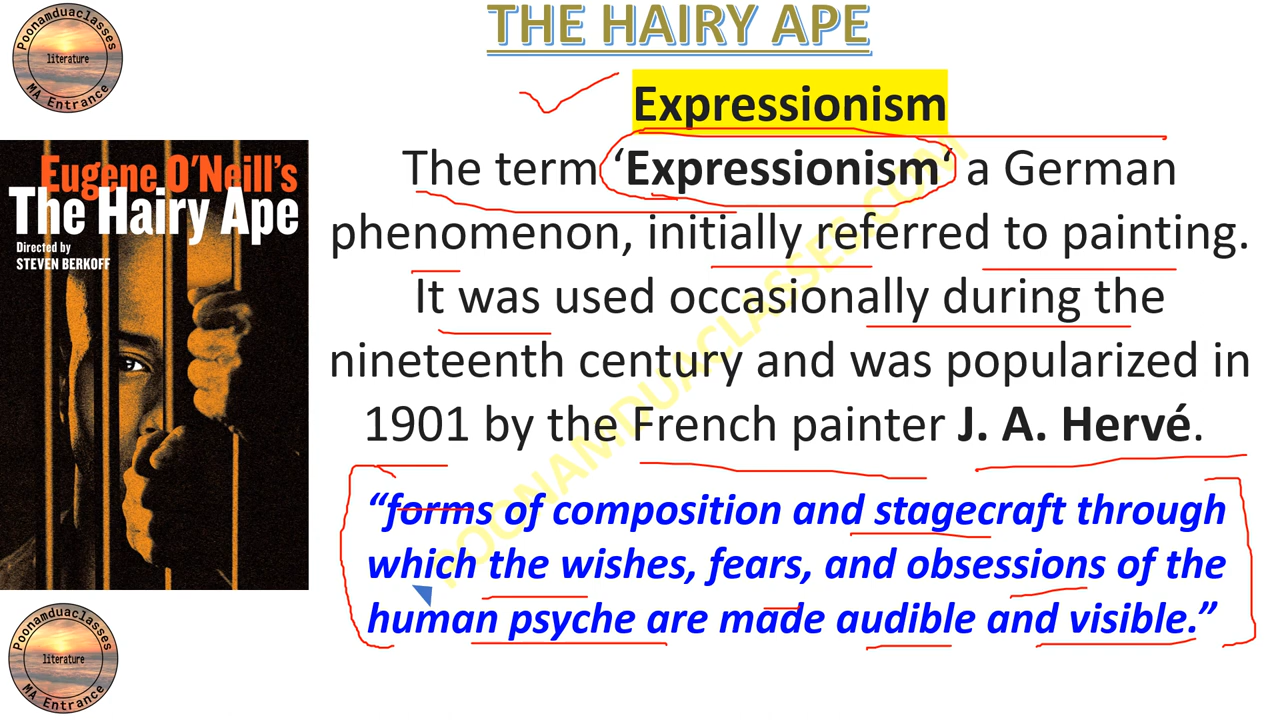 THE HAIRY APE
Poonamduaclasses
literature
MA Entrance
Expressionism
The term ‘Expressionism‘ a German
phenomenon, initially referred to painting.
It was used occasionally during the
nineteenth century and was popularized in
1901 by the French painter J. A. Hervé.
“forms of composition and stagecraft through
which the wishes, fears, and obsessions of the
human psyche are made audible and visible.”
POONAMDUACLASSES.COM
Eugene O'Neill's
The Hairy Ape
Directed by
STEVEN BERKOFF
Poonamduaclasses
literature
MA Entrance